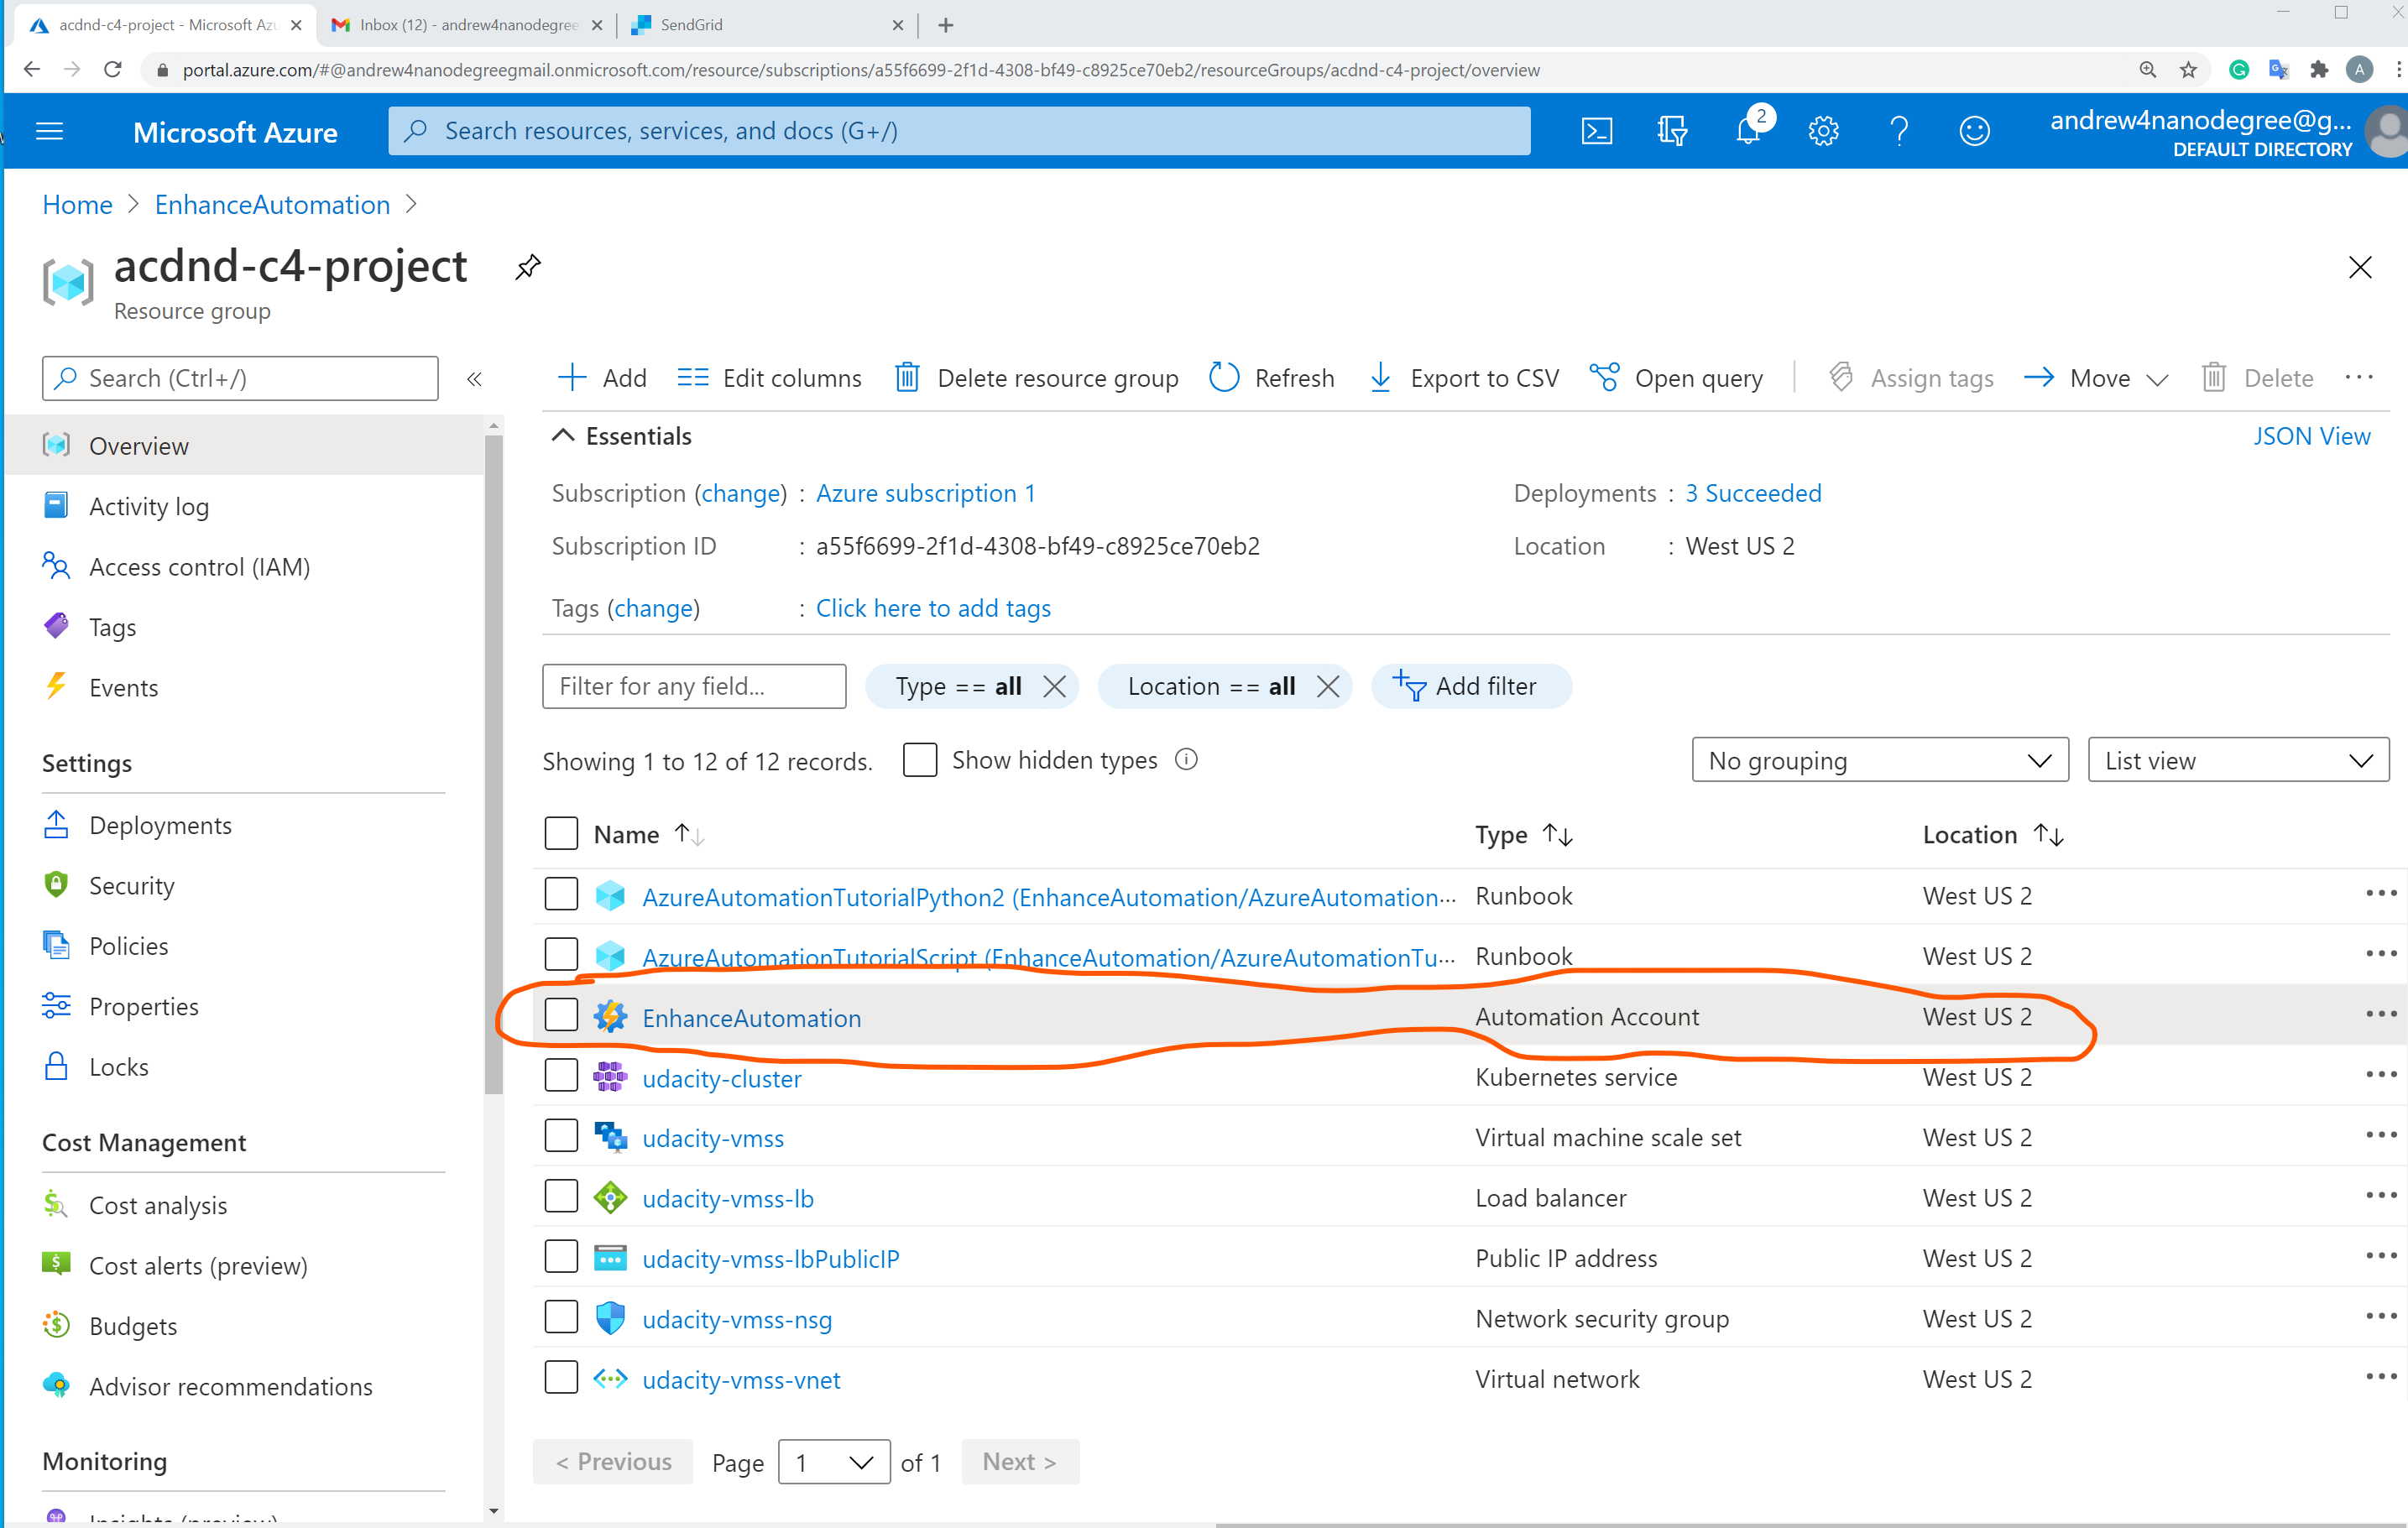 acdnd-c4-project - Microsoft Azu
Inbox (12) - andrew4nanodegree
SendGrid
portal.azure.com/#@andrew4nanodegreegmail.onmicrosoft.com/resource/subscriptions/a55f6699-2f1d-4308-bf49-c8925ce70eb2/resourceGroups/acdnd-c4-project/overview
A
Microsoft Azure
Search resources, services, and docs (G+/)
2
andrew4nanodegree@g...
DEFAULT DIRECTORY
Home > EnhanceAutomation >
acdnd-c4-project
Resource group
Search (Ctrl+/)
«
Add
Edit columns
Delete resource group
Refresh
Export to CSV
Open query
Assign tags
Move
Delete
...
Overview
Activity log
Access control (IAM)
Tags
Events
Settings
Deployments
Security
Policies
Properties
Locks
Cost Management
Cost analysis
Cost alerts (preview)
Budgets
Advisor recommendations
Monitoring
Insights (preview)
Essentials
JSON View
Subscription (change) : Azure subscription 1
Deployments : 3 Succeeded
Subscription ID : a55f6699-2f1d-4308-bf49-c8925ce70eb2
Location : West US 2
Tags (change) : Click here to add tags
Filter for any field...
Type == all
Location == all
Add filter
Showing 1 to 12 of 12 records.
Show hidden types
No grouping
List view
Name Type Location
AzureAutomationTutorialPython2 (EnhanceAutomation/AzureAutomation... Runbook West US 2
AzureAutomationTutorialScript (EnhanceAutomation/AzureAutomationTu... Runbook West US 2
EnhanceAutomation Automation Account West US 2
udacity-cluster Kubernetes service West US 2
udacity-vmss Virtual machine scale set West US 2
udacity-vmss-lb Load balancer West US 2
udacity-vmss-lbPublicIP Public IP address West US 2
udacity-vmss-nsg Network security group West US 2
udacity-vmss-vnet Virtual network West US 2
< Previous Page 1 of 1 Next >